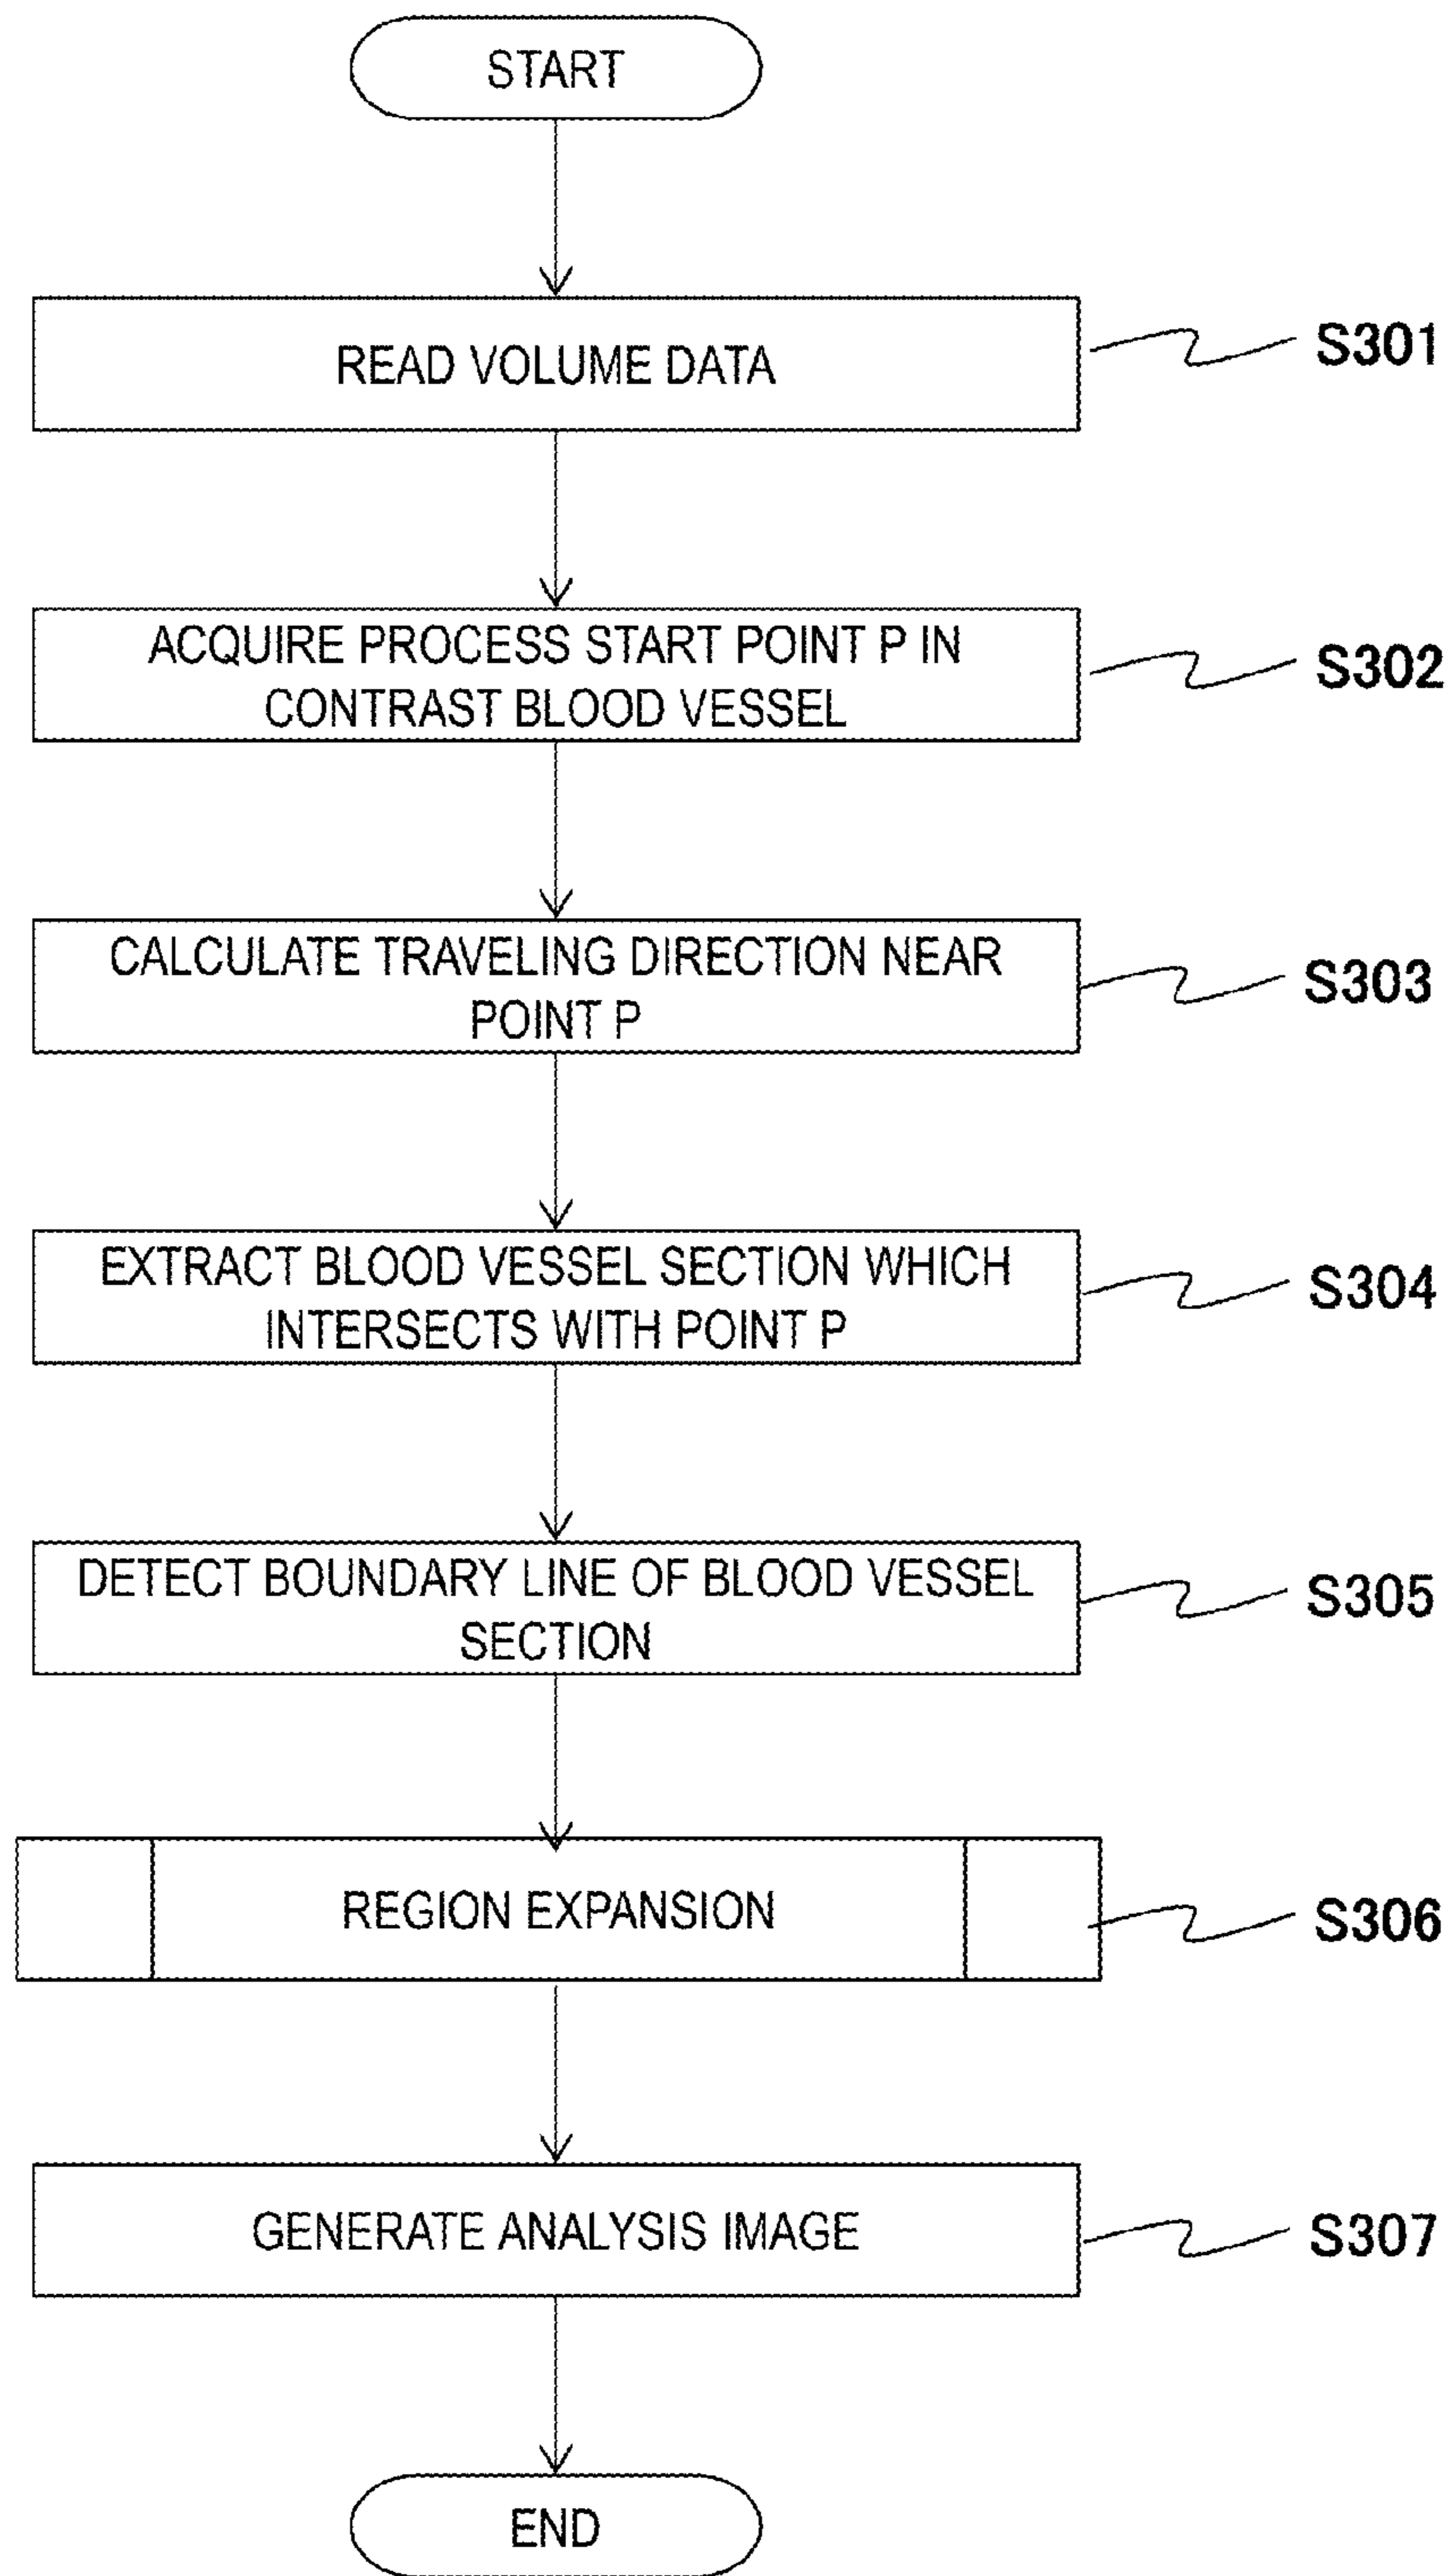 START
READ VOLUME DATA
S301
ACQUIRE PROCESS START POINT P IN
CONTRAST BLOOD VESSEL
S302
CALCULATE TRAVELING DIRECTION NEAR
POINT P
S303
EXTRACT BLOOD VESSEL SECTION WHICH
INTERSECTS WITH POINT P
S304
DETECT BOUNDARY LINE OF BLOOD VESSEL
SECTION
S305
REGION EXPANSION
S306
GENERATE ANALYSIS IMAGE
S307
END